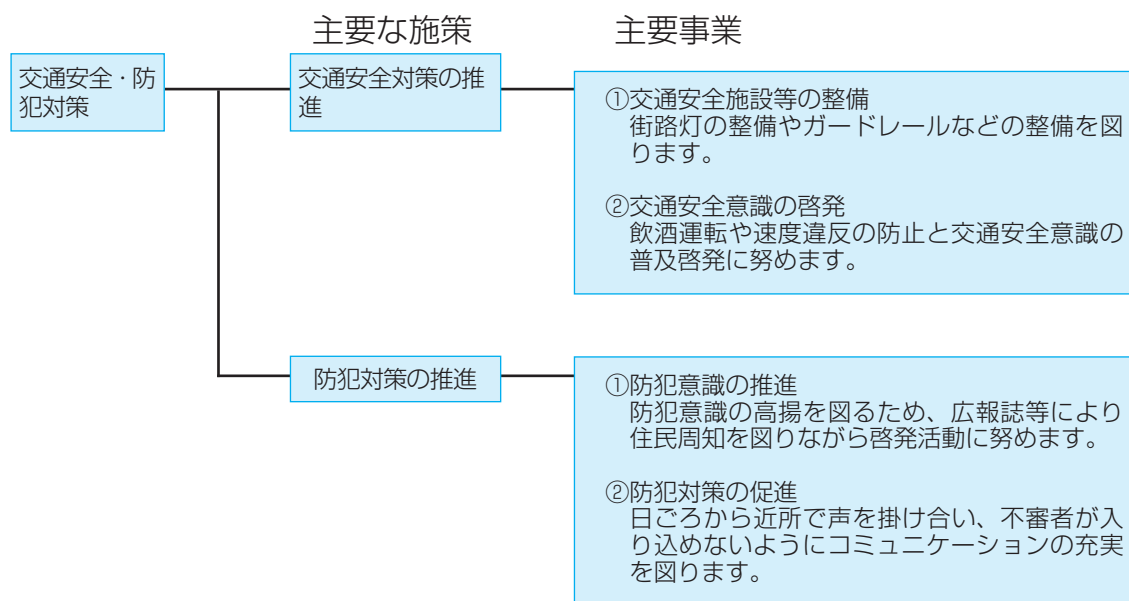 主要な施策
主要事業
交通安全・防
犯対策
交通安全対策の推
進
①交通安全施設等の整備
街路灯の整備やガードレールなどの整備を図
ります。
②交通安全意識の啓発
飲酒運転や速度違反の防止と交通安全意識の
普及啓発に努めます。
防犯対策の推進
①防犯意識の推進
防犯意識の高揚を図るため、広報誌等により
住民周知を図りながら啓発活動に努めます。
②防犯対策の促進
日ごろから近所で声を掛け合い、不審者が入
り込めないようにコミュニケーションの充実
を図ります。